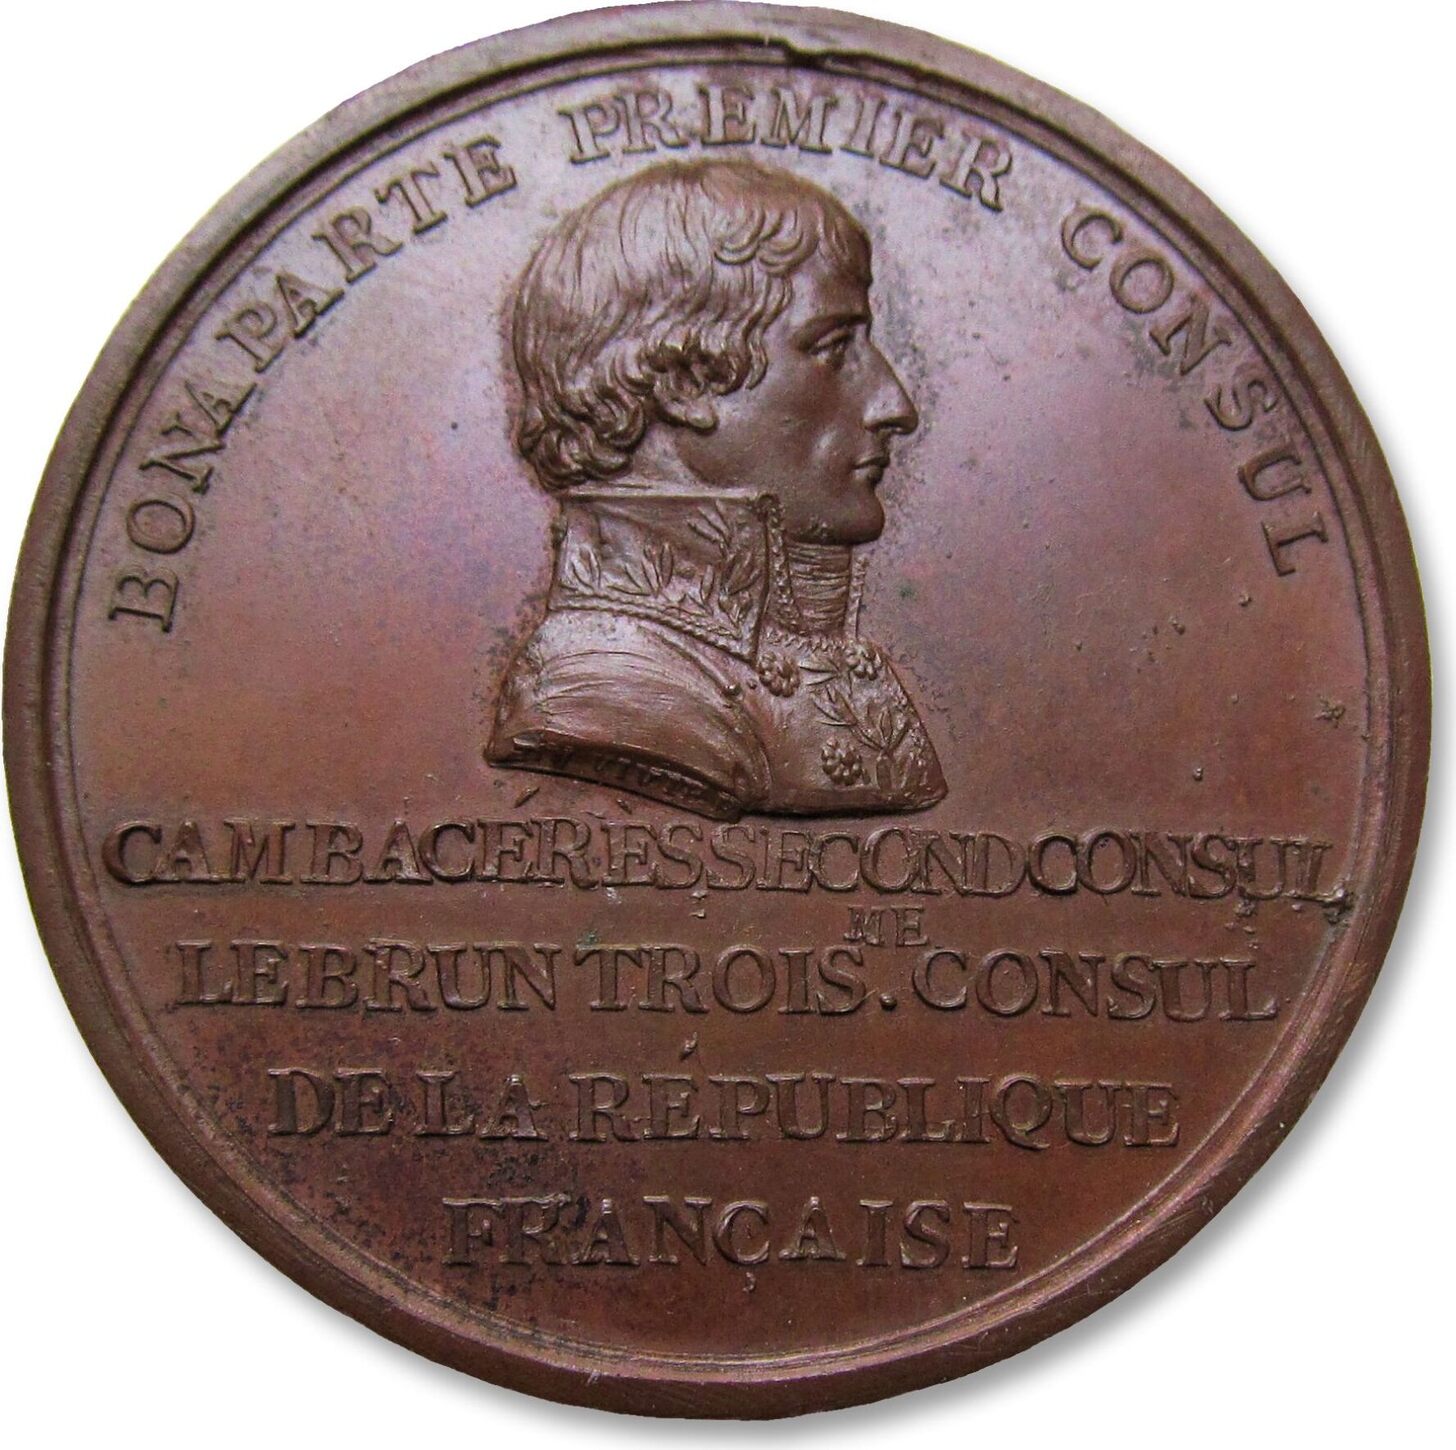 BONAPARTE PREMIER CONSUL
CAMBACÉRÈS SECOND CONSUL
LEBRUN TROIS.ME CONSUL
DE LA RÉPUBLIQUE
FRANÇAISE